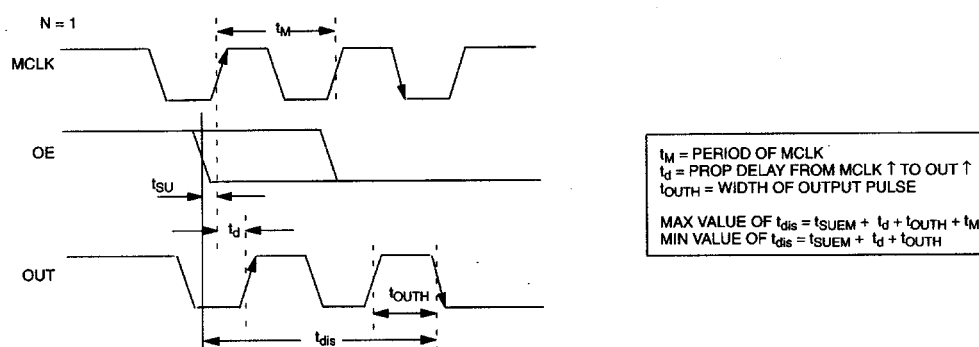 N = 1
t_M
MCLK
OE
t_SU
t_d
OUT
t_OUTH
t_dis
t_M = PERIOD OF MCLK
t_d = PROP DELAY FROM MCLK ↑ TO OUT ↑
t_OUTH = WIDTH OF OUTPUT PULSE
MAX VALUE OF t_dis = t_SUEM + t_d + t_OUTH + t_M
MIN VALUE OF t_dis = t_SUEM + t_d + t_OUTH